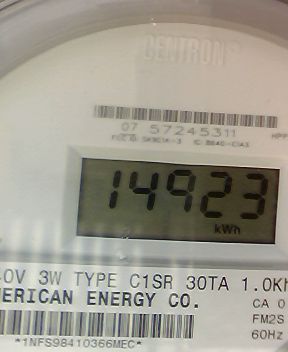 CENTRON®
07 57245311
14923
kWh
0V 3W TYPE C1SR 30TA 1.0Kh
ERICAN ENERGY CO.
CA 0
FM2S
60Hz
*1NFS98410366MEC*